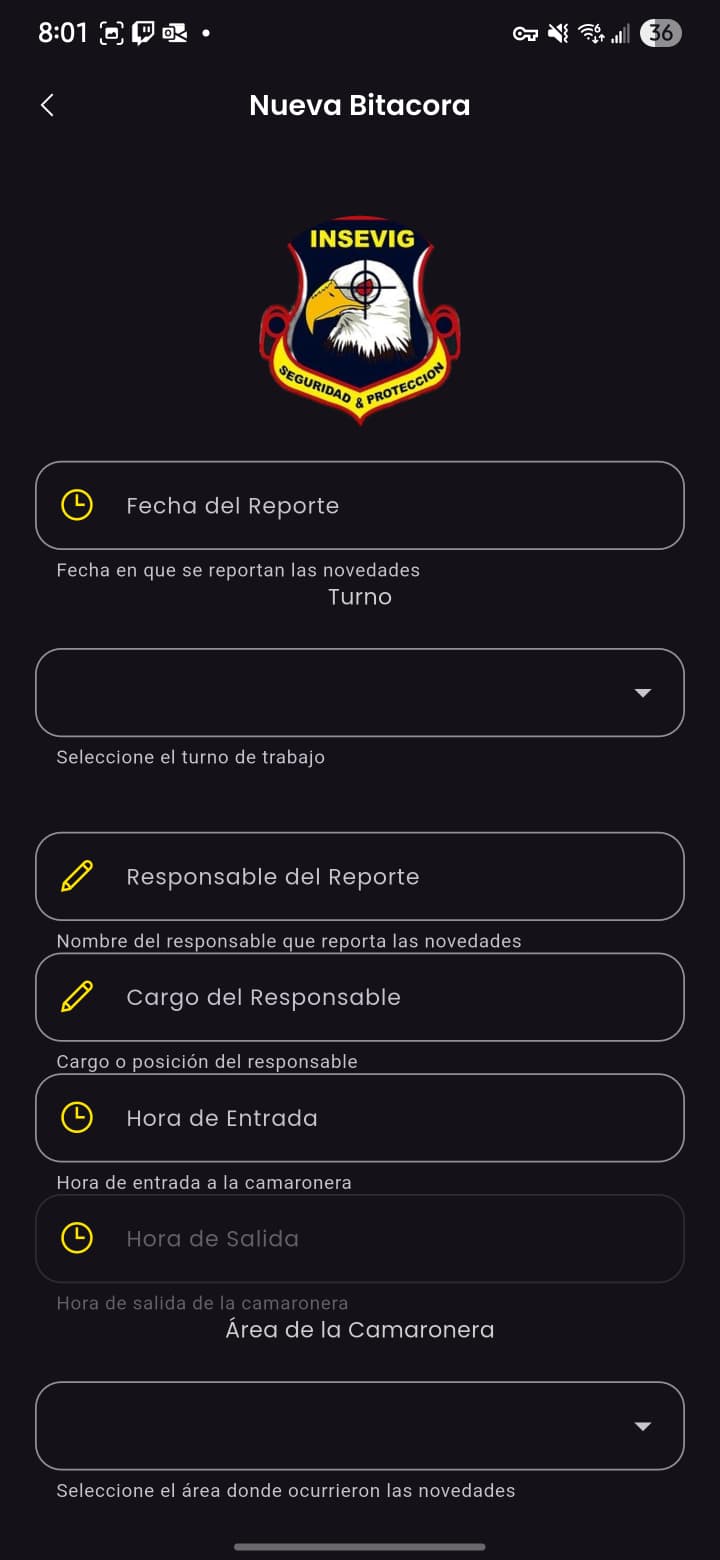 8:01
36
Nueva Bitacora
INSEVIG
SEGURIDAD & PROTECCION
Fecha del Reporte
Fecha en que se reportan las novedades
Turno
Seleccione el turno de trabajo
Responsable del Reporte
Nombre del responsable que reporta las novedades
Cargo del Responsable
Cargo o posición del responsable
Hora de Entrada
Hora de entrada a la camaronera
Hora de Salida
Hora de salida de la camaronera
Área de la Camaronera
Seleccione el área donde ocurrieron las novedades